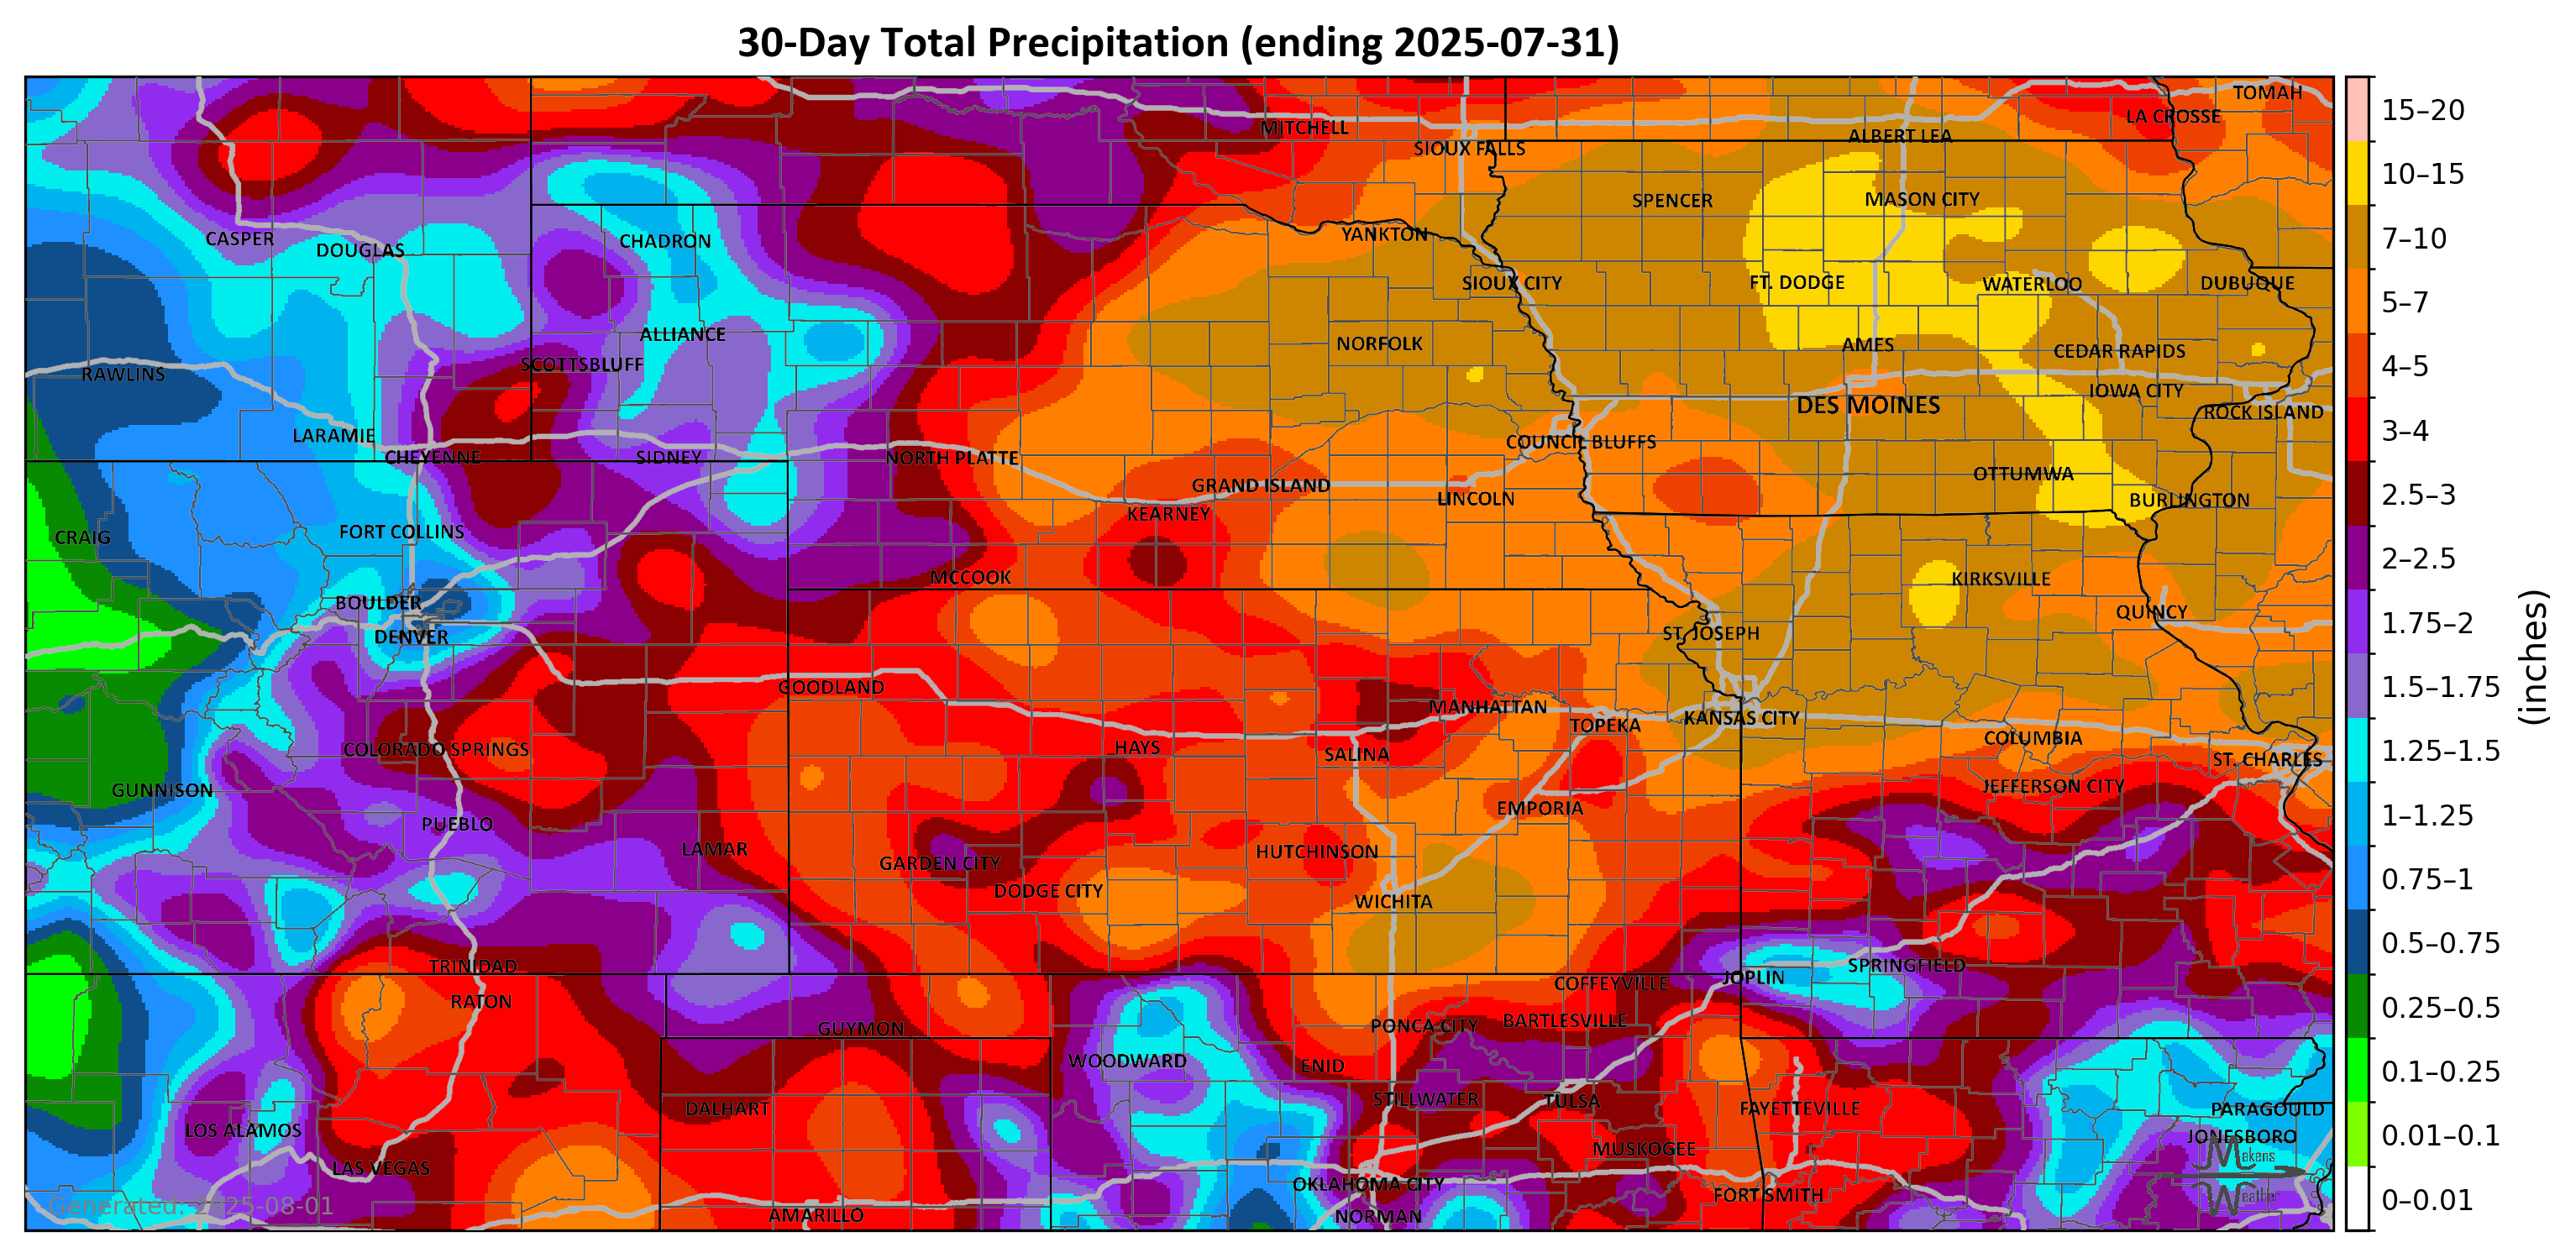 30-Day Total Precipitation (ending 2025-07-31)
TOMAH
15–20
LA CROSSE
MITCHELL
ALBERT LEA
SIOUX FALLS
10–15
SPENCER
MASON CITY
YANKTON
CASPER
CHADRON
7–10
DOUGLAS
SIOUX CITY
FT. DODGE
WATERLOO
DUBUQUE
5–7
ALLIANCE
NORFOLK
AMES
CEDAR RAPIDS
SCOTTSBLUFF
4–5
RAWLINS
IOWA CITY
DES MOINES
ROCK ISLAND
LARAMIE
COUNCIL BLUFFS
3–4
CHEYENNE
SIDNEY
NORTH PLATTE
OTTUMWA
GRAND ISLAND
LINCOLN
BURLINGTON
2.5–3
KEARNEY
FORT COLLINS
CRAIG
2–2.5
MCCOOK
KIRKSVILLE
BOULDER
QUINCY
1.75–2
DENVER
ST. JOSEPH
(inches)
GOODLAND
1.5–1.75
MANHATTAN
KANSAS CITY
TOPEKA
COLUMBIA
COLORADO SPRINGS
HAYS
SALINA
ST. CHARLES
1.25–1.5
GUNNISON
JEFFERSON CITY
EMPORIA
1–1.25
PUEBLO
LAMAR
GARDEN CITY
HUTCHINSON
0.75–1
DODGE CITY
WICHITA
0.5–0.75
TRINIDAD
SPRINGFIELD
JOPLIN
COFFEYVILLE
RATON
0.25–0.5
GUYMON
PONCA CITY
BARTLESVILLE
WOODWARD
ENID
0.1–0.25
STILLWATER
TULSA
DALHART
FAYETTEVILLE
PARAGOULD
LOS ALAMOS
JONESBORO
0.01–0.1
MUSKOGEE
Makens
LAS VEGAS
OKLAHOMA CITY
FORT SMITH
Weather
0–0.01
Generated: 2025-08-01
AMARILLO
NORMAN